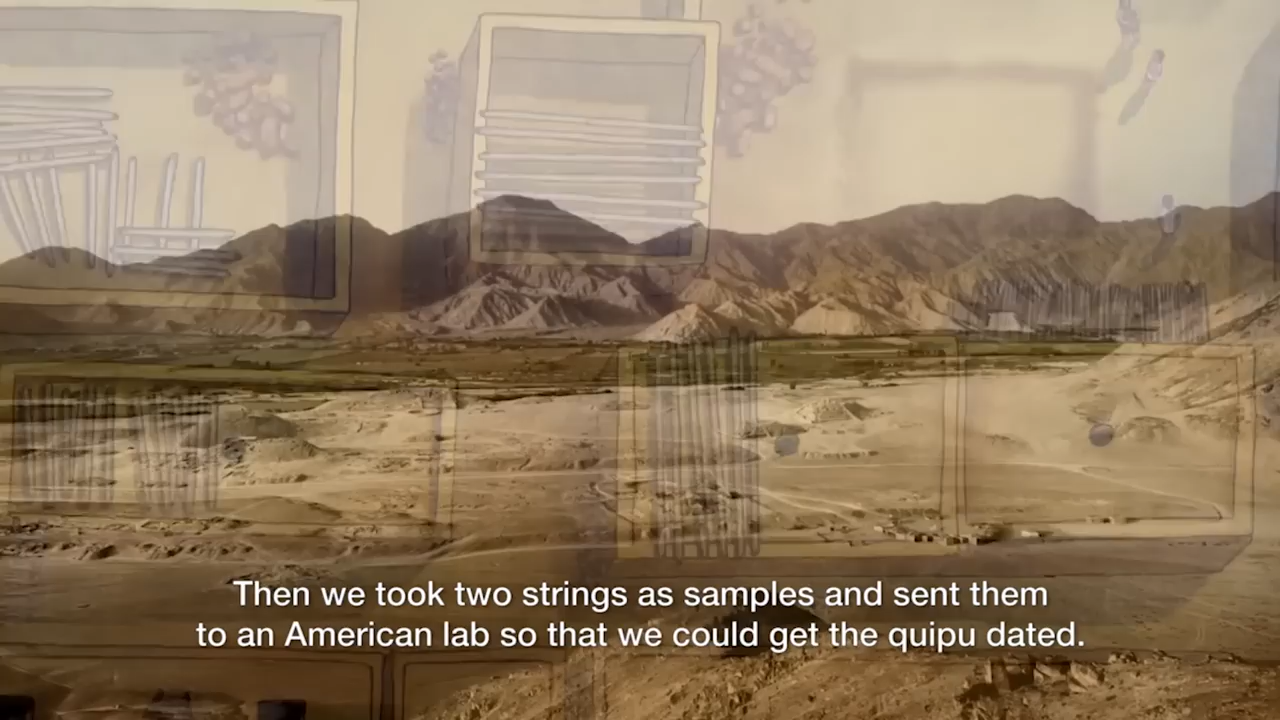 Then we took two strings as samples and sent them
to an American lab so that we could get the quipu dated.